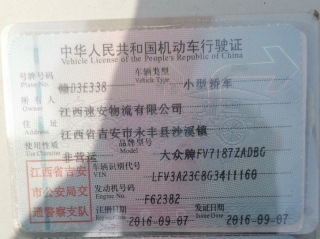 中华人民共和国机动车行驶证
Vehicle License of the People's Republic of China
号牌号码 赣D3E338 车辆类型 小型轿车
Plate No. Vehicle Type
所有人 江西速安物流有限公司
Owner
住址 江西省吉安市永丰县沙溪镇
Address
使用性质 非营运 品牌型号 大众牌FV7187ZADBG
Use Character Model
江西省吉安
市公安局交
通警察支队
车辆识别代号 LFV3A23C8G3411160
VIN
发动机号码 F62382
Engine No.
注册日期 2016-09-07 发证日期 2016-09-07
Register Date Issue Date